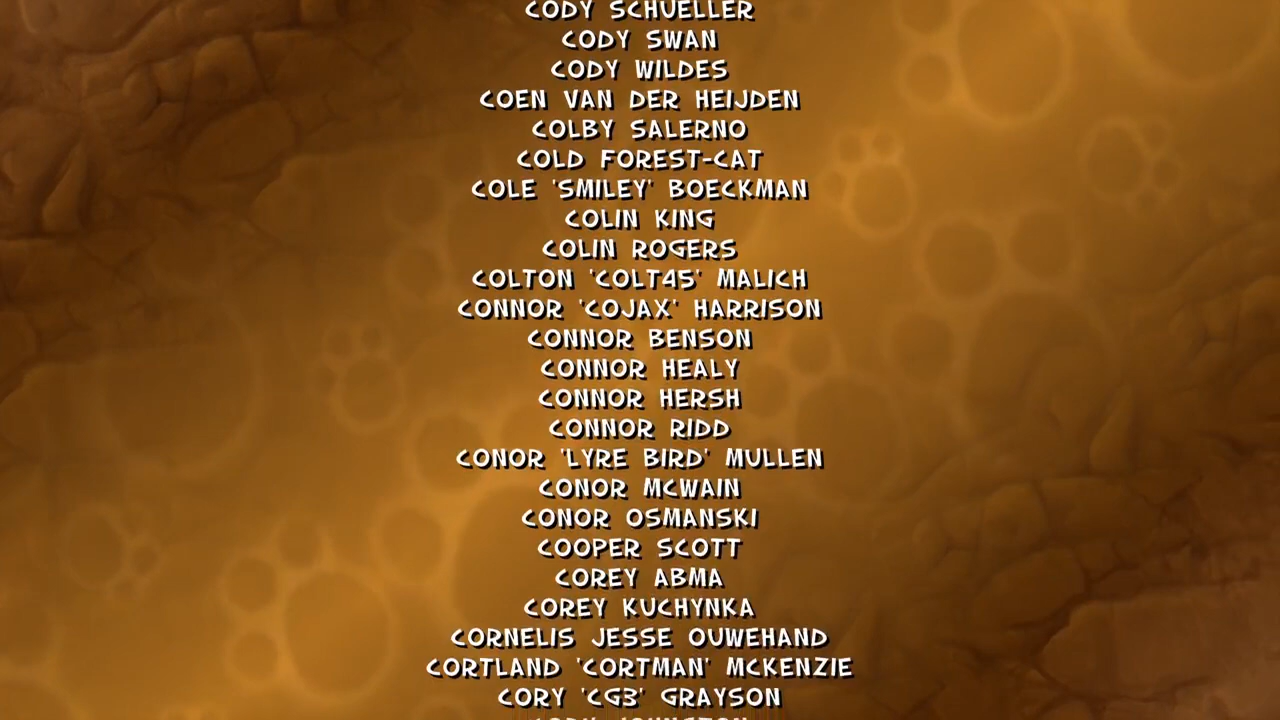 CODY SCHUELLER
CODY SWAN
CODY WILDES
COEN VAN DER HEIJDEN
COLBY SALERNO
COLD FOREST-CAT
COLE 'SMILEY' BOECKMAN
COLIN KING
COLIN ROGERS
COLTON 'COLT45' MALICH
CONNOR 'COJAX' HARRISON
CONNOR BENSON
CONNOR HEALY
CONNOR HERSH
CONNOR RIDD
CONOR 'LYRE BIRD' MULLEN
CONOR MCWAIN
CONOR OSMANSKI
COOPER SCOTT
COREY ABMA
COREY KUCHYNKA
CORNELIS JESSE OUWEHAND
CORTLAND 'CORTMAN' MCKENZIE
CORY 'CG3' GRAYSON